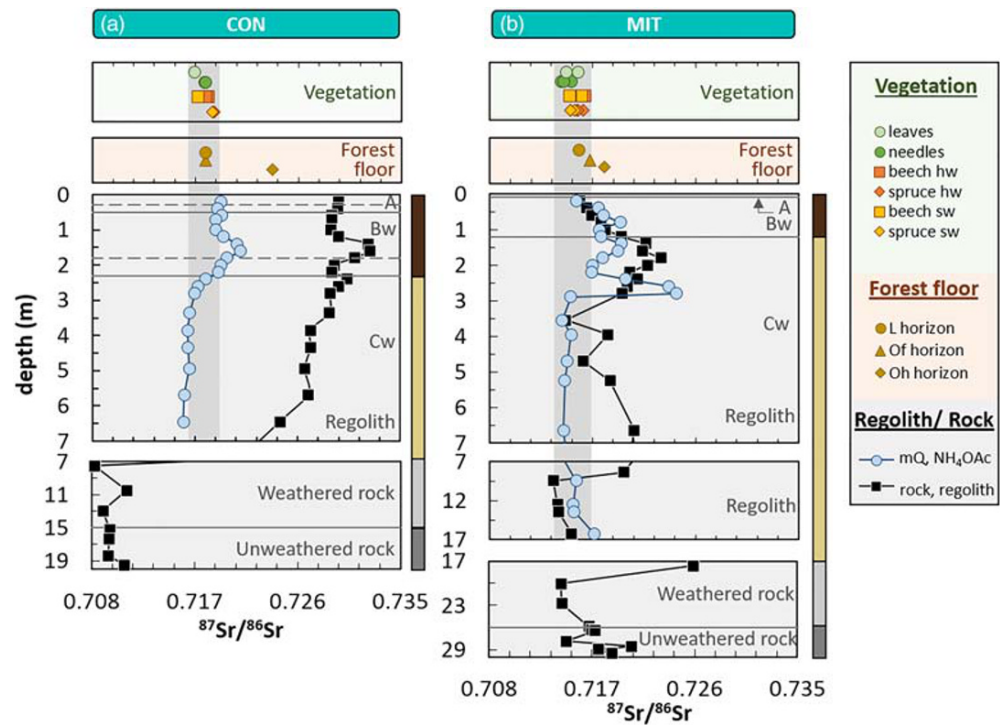 (a) CON
Vegetation
Forest
floor
0
1
2
3
4
5
6
7
depth (m)
A
Bw
Cw
Regolith
7
11
15
19
Weathered rock
Unweathered rock
0.708 0.717 0.726 0.735
⁸⁷Sr/⁸⁶Sr
(b) MIT
Vegetation
Forest
floor
0
1
2
3
4
5
6
7
A
Bw
Cw
Regolith
7
12
17
Regolith
17
23
29
Weathered rock
Unweathered rock
0.708 0.717 0.726 0.735
⁸⁷Sr/⁸⁶Sr
Vegetation
leaves
needles
beech hw
spruce hw
beech sw
spruce sw
Forest floor
L horizon
Of horizon
Oh horizon
Regolith/ Rock
mQ, NH₄OAc
rock, regolith